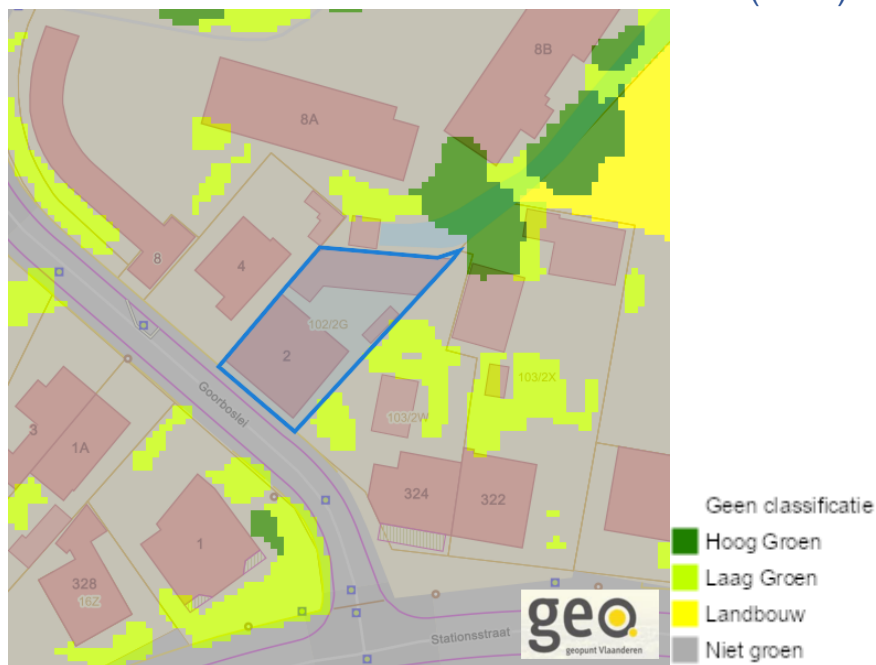 8B
8A
8
4
102/2G
2
Goorboslei
103/2X
103/2W
3
1A
324
322
1
328
16Z
Stationsstraat
geo.
geopunt Vlaanderen
Geen classificatie
Hoog Groen
Laag Groen
Landbouw
Niet groen